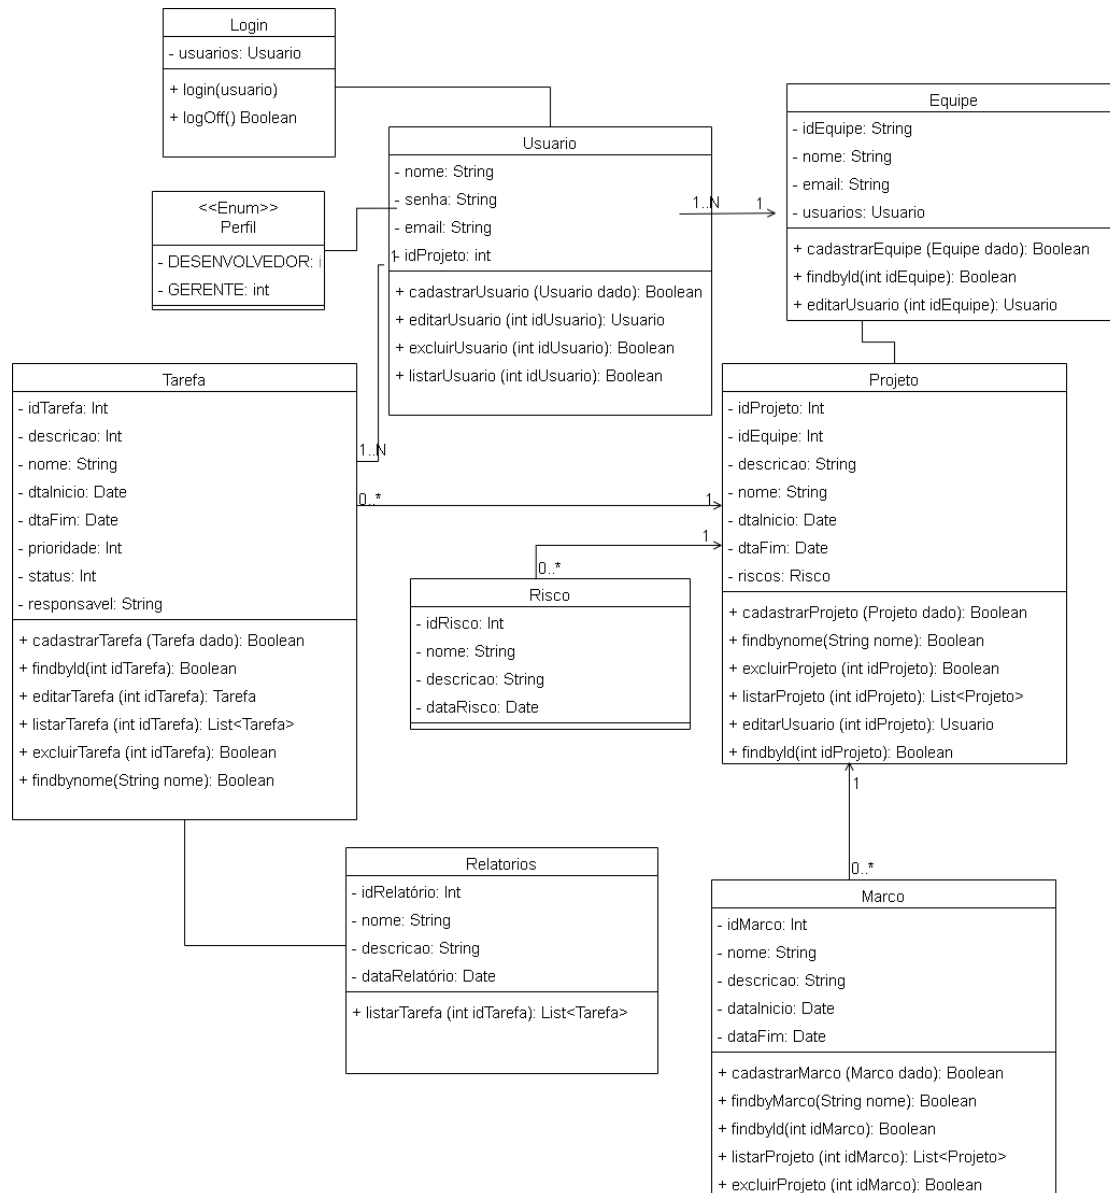 Login
- usuarios: Usuario
+ login(usuario)
+ logOff() Boolean
Usuario
- nome: String
- senha: String
- email: String
- idProjeto: int
+ cadastrarUsuario (Usuario dado): Boolean
+ editarUsuario (int idUsuario): Usuario
+ excluirUsuario (int idUsuario): Boolean
+ listarUsuario (int idUsuario): Boolean
1..N
1
Equipe
- idEquipe: String
- nome: String
- email: String
- usuarios: Usuario
+ cadastrarEquipe (Equipe dado): Boolean
+ findbyId(int idEquipe): Boolean
+ editarUsuario (int idEquipe): Usuario
<<Enum>>
Perfil
- DESENVOLVEDOR: i
- GERENTE: int
1
1..N
Tarefa
- idTarefa: Int
- descricao: Int
- nome: String
- dtaInicio: Date
- dtaFim: Date
- prioridade: Int
- status: Int
- responsavel: String
+ cadastrarTarefa (Tarefa dado): Boolean
+ findbyId(int idTarefa): Boolean
+ editarTarefa (int idTarefa): Tarefa
+ listarTarefa (int idTarefa): List<Tarefa>
+ excluirTarefa (int idTarefa): Boolean
+ findbynome(String nome): Boolean
0..*
1
Projeto
- idProjeto: Int
- idEquipe: Int
- descricao: String
- nome: String
- dtaInicio: Date
- dtaFim: Date
- riscos: Risco
+ cadastrarProjeto (Projeto dado): Boolean
+ findbynome(String nome): Boolean
+ excluirProjeto (int idProjeto): Boolean
+ listarProjeto (int idProjeto): List<Projeto>
+ editarUsuario (int idProjeto): Usuario
+ findbyId(int idProjeto): Boolean
1
0..*
Risco
- idRisco: Int
- nome: String
- descricao: String
- dataRisco: Date
1
0..*
Relatorios
- idRelatório: Int
- nome: String
- descricao: String
- dataRelatório: Date
+ listarTarefa (int idTarefa): List<Tarefa>
Marco
- idMarco: Int
- nome: String
- descricao: String
- dataInicio: Date
- dataFim: Date
+ cadastrarMarco (Marco dado): Boolean
+ findbyMarco(String nome): Boolean
+ findbyId(int idMarco): Boolean
+ listarProjeto (int idMarco): List<Projeto>
+ excluirProjeto (int idMarco): Boolean